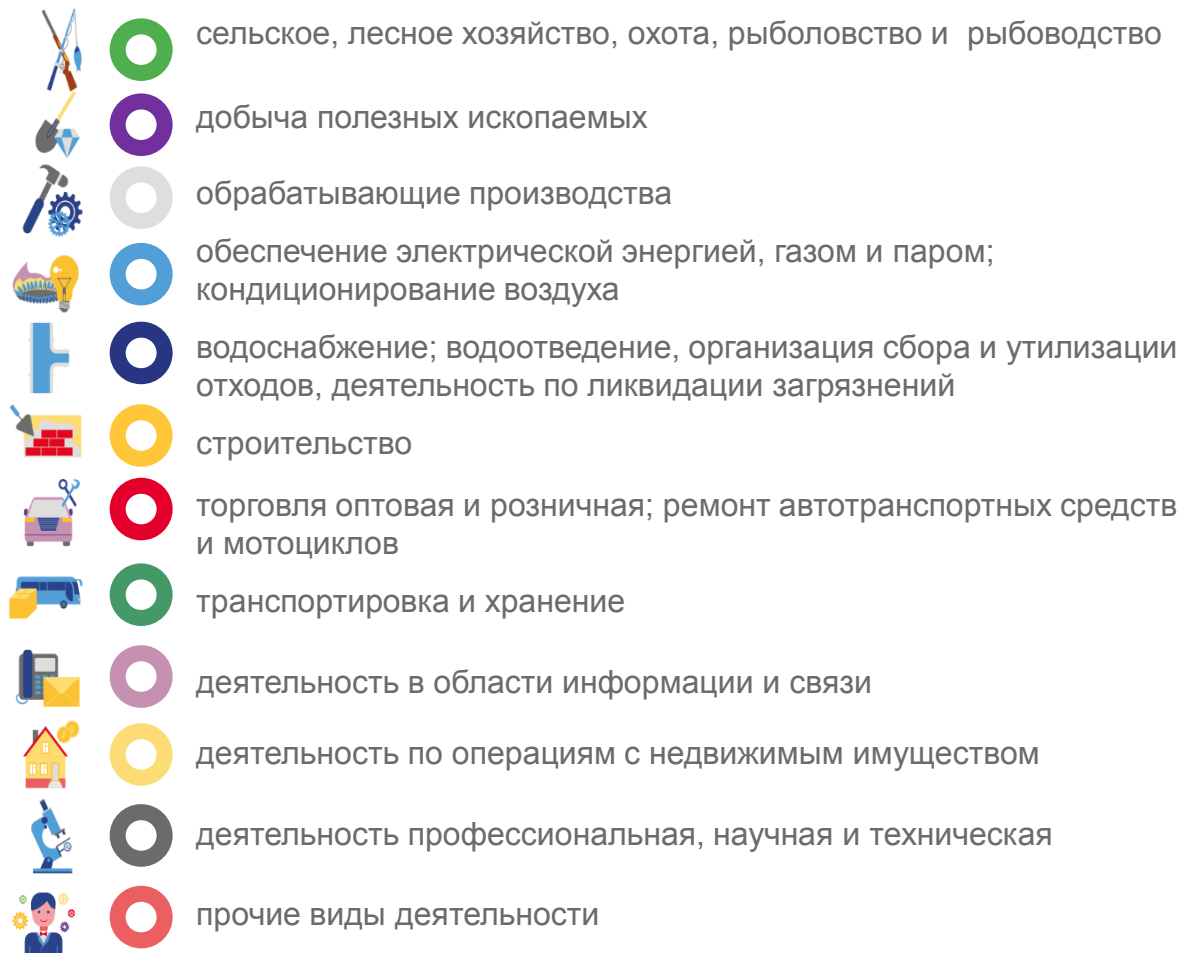 сельское, лесное хозяйство, охота, рыболовство и рыбоводство
добыча полезных ископаемых
обрабатывающие производства
обеспечение электрической энергией, газом и паром;
кондиционирование воздуха
водоснабжение; водоотведение, организация сбора и утилизации
отходов, деятельность по ликвидации загрязнений
строительство
торговля оптовая и розничная; ремонт автотранспортных средств
и мотоциклов
транспортировка и хранение
деятельность в области информации и связи
деятельность по операциям с недвижимым имуществом
деятельность профессиональная, научная и техническая
прочие виды деятельности